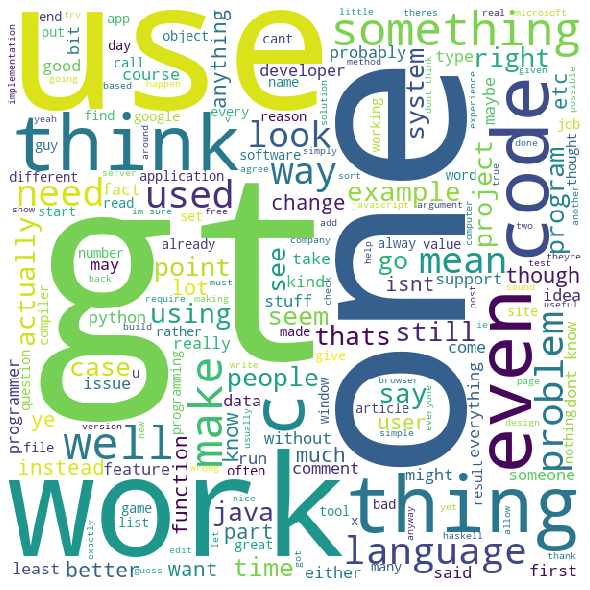 use
something
end
try
app
little
theres
real
microsoft
put
bit
object
anything
cant
probably
type
right
etc
implementation
good
day
call
course
developer
method
given
going
based
happen
name
system
maybe
job
possible
yeah
find
google
every
reason
dont think
think
look
working
experience
project
program
code
guy
around
software
simply
solution
agree
sort
word
done
thought
another
different
application
way
example
true
need
fact
used
change
javascript
argument
computer
two
theyre
show
start
read
set
im sure
free
server
gt
one
add
alway
value
mean
even
though
test
actually
number
already
company
see
take
go
isnt
support
sound
idea
useful
compiler
may
point
kind
help
post
back
lot
seem
stuff
check
require
must
making
python
using
made
thats
still
ie
site
problem
question
build
rather
really
give
come
know
dont
case
u
write
people
say
browser
everyone
page
nothing
programmer
issue
programming
make
c
window
article
user
simple
design
everything
ye
data
file
version
new
well
know
without
usually
much
run
often
comment
might
result
someone
instead
feature
function
wrong
work
thing
game
list
nice
java
tool
x
bad
anyway
yet
allow
haskell
exactly
part
great
language
thank
least
better
edit
guess
let
want
time
got
either
many
said
first